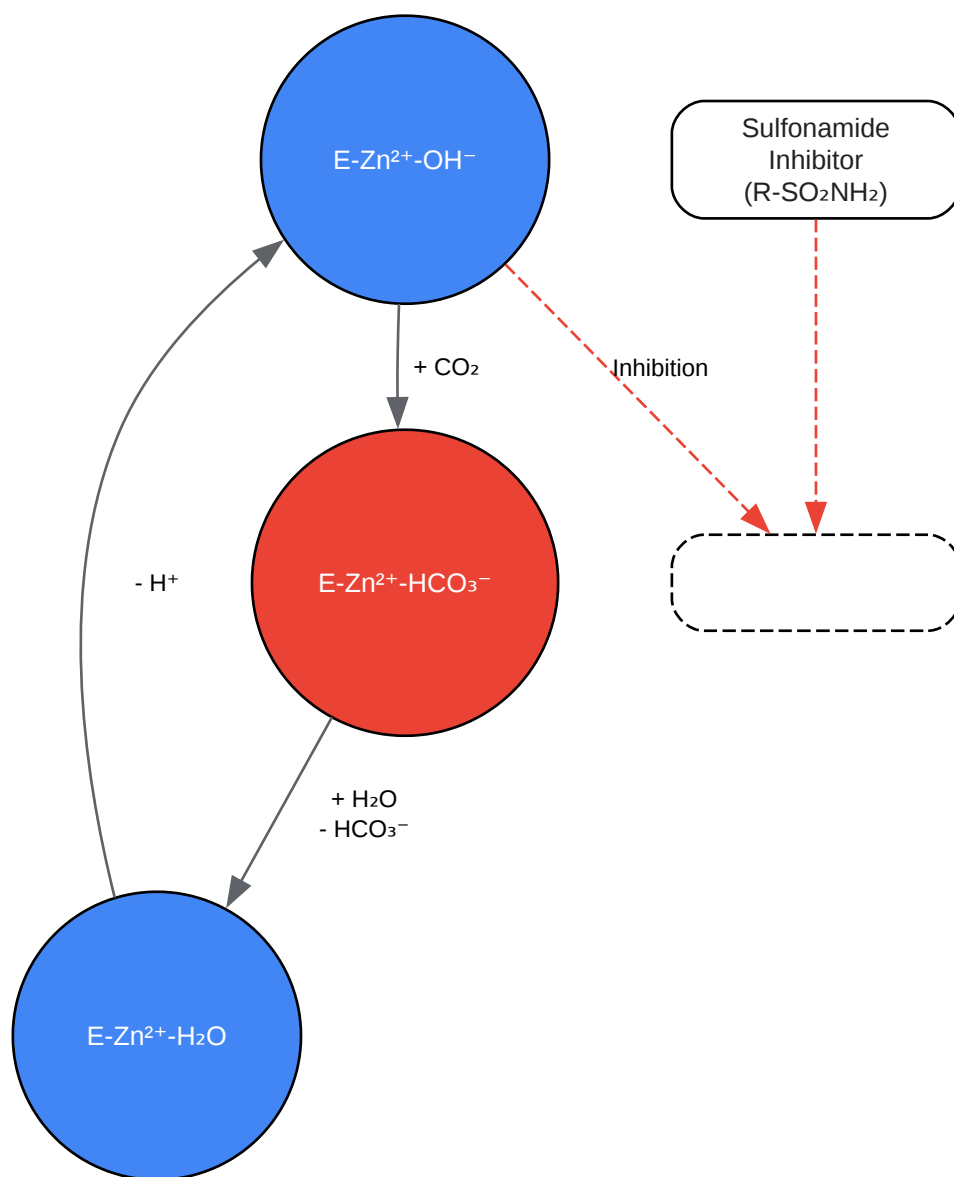 E-Zn²⁺-OH⁻
Sulfonamide
Inhibitor
(R-SO₂NH₂)
+ CO₂
Inhibition
- H⁺
E-Zn²⁺-HCO₃⁻
+ H₂O
- HCO₃⁻
E-Zn²⁺-H₂O